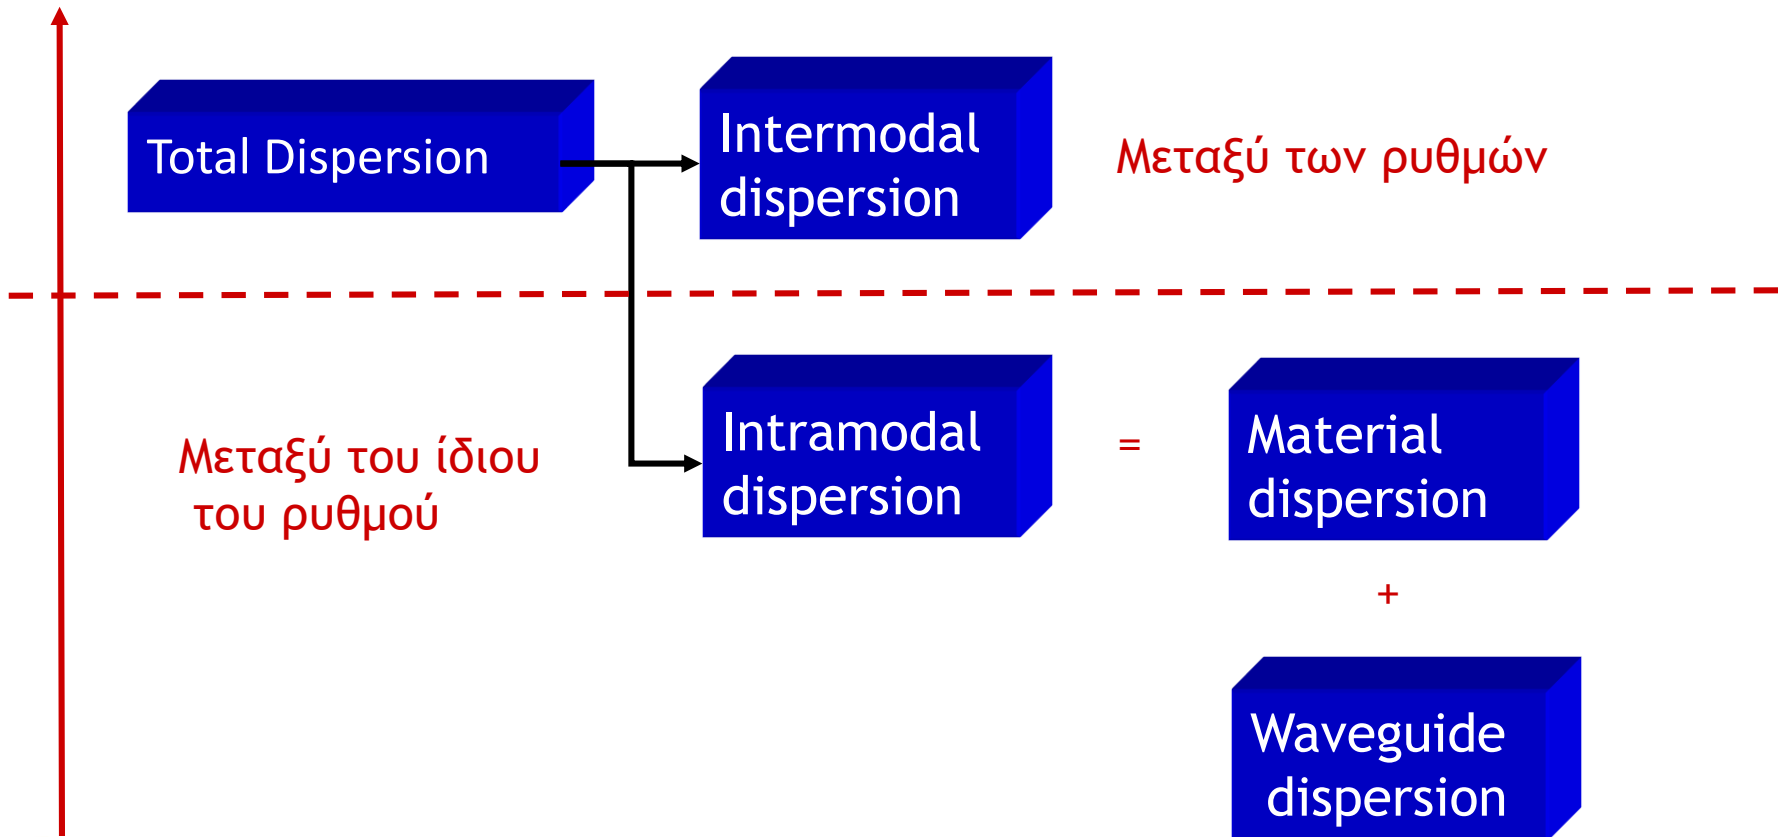 Total Dispersion
Intermodal
dispersion
Μεταξύ των ρυθμών
Μεταξύ του ίδιου
του ρυθμού
Intramodal
dispersion
=
Material
dispersion
+
Waveguide
dispersion